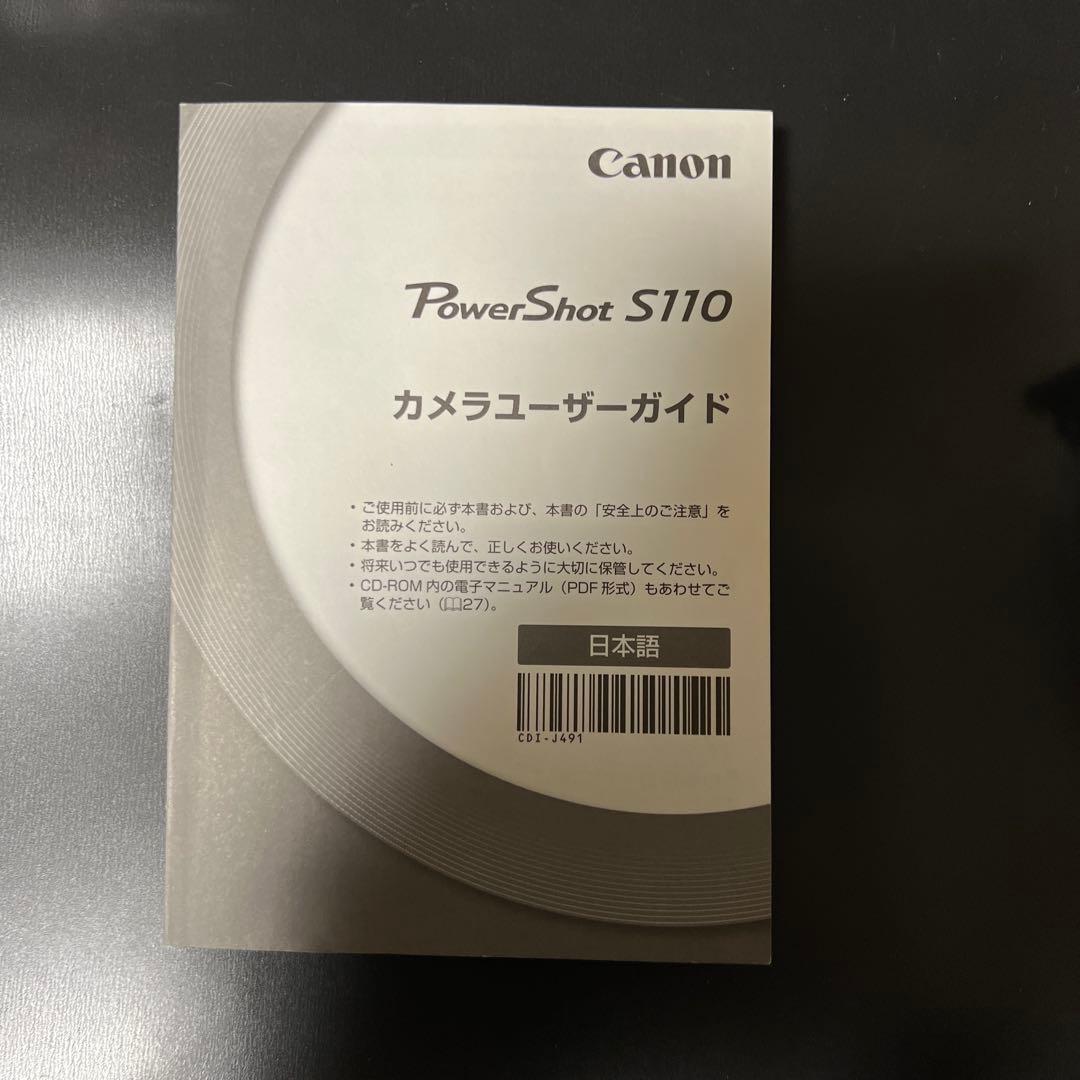 Canon
PowerShot S110
カメラユーザーガイド
・ご使用前に必ず本書および、本書の「安全上のご注意」を
お読みください。
・本書をよく読んで、正しくお使いください。
・将来いつでも使用できるように大切に保管してください。
・CD-ROM 内の電子マニュアル（PDF 形式）もあわせてご
覧ください（📖27）。
日本語
CDI-J491